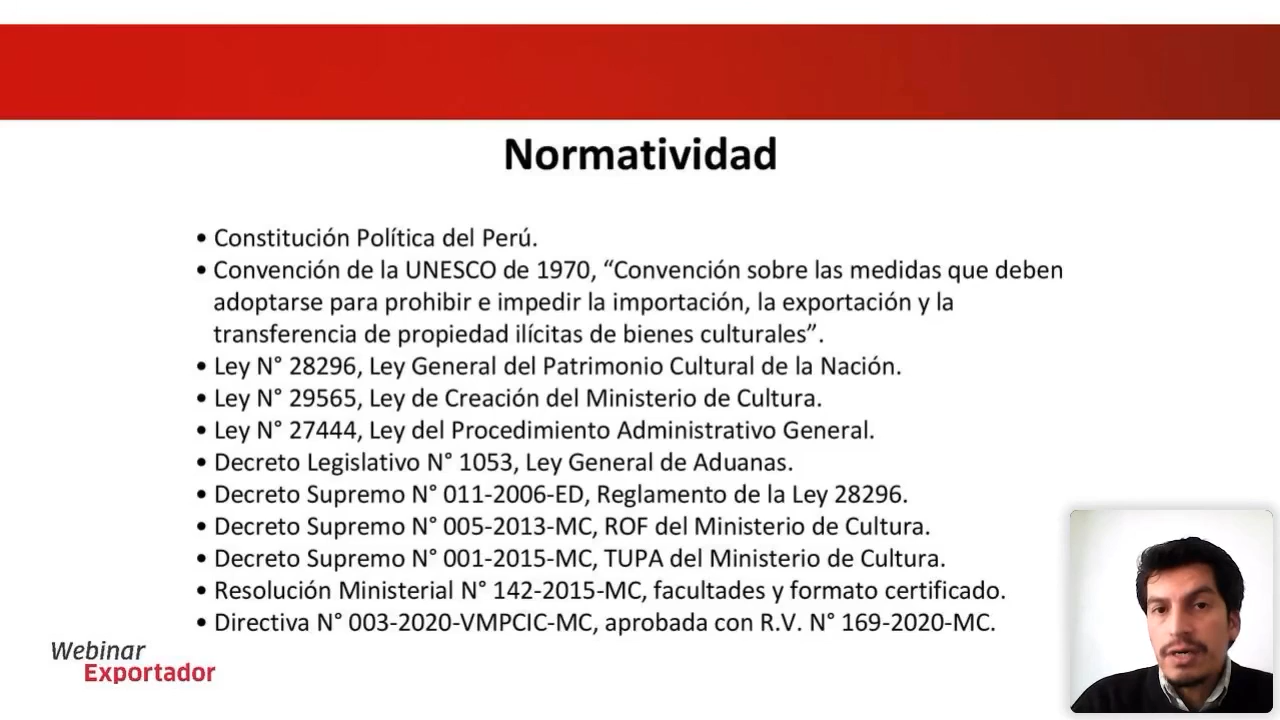 Normatividad
• Constitución Política del Perú.
• Convención de la UNESCO de 1970, “Convención sobre las medidas que deben
adoptarse para prohibir e impedir la importación, la exportación y la
transferencia de propiedad ilícitas de bienes culturales”.
• Ley N° 28296, Ley General del Patrimonio Cultural de la Nación.
• Ley N° 29565, Ley de Creación del Ministerio de Cultura.
• Ley N° 27444, Ley del Procedimiento Administrativo General.
• Decreto Legislativo N° 1053, Ley General de Aduanas.
• Decreto Supremo N° 011-2006-ED, Reglamento de la Ley 28296.
• Decreto Supremo N° 005-2013-MC, ROF del Ministerio de Cultura.
• Decreto Supremo N° 001-2015-MC, TUPA del Ministerio de Cultura.
• Resolución Ministerial N° 142-2015-MC, facultades y formato certificado.
• Directiva N° 003-2020-VMPCIC-MC, aprobada con R.V. N° 169-2020-MC.
Webinar
Exportador